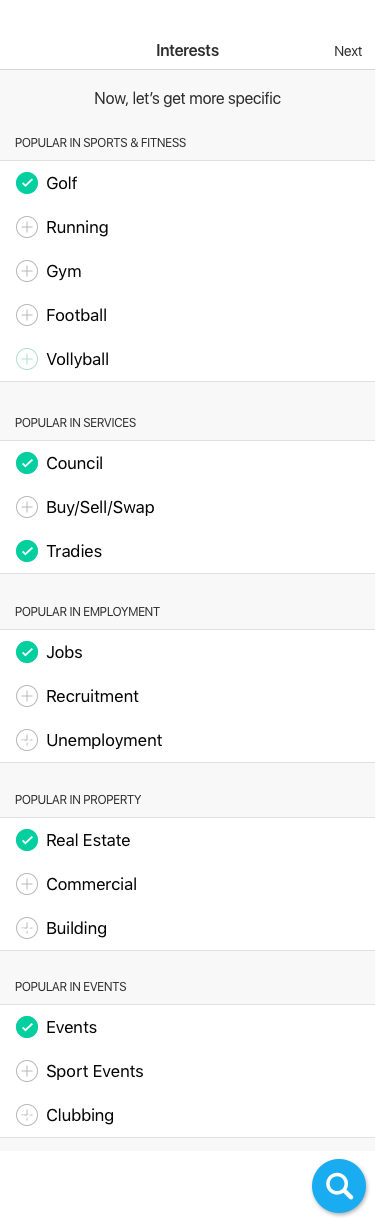 Interests
Next
Now, let’s get more specific
POPULAR IN SPORTS & FITNESS
Golf
Running
Gym
Football
Vollyball
POPULAR IN SERVICES
Council
Buy/Sell/Swap
Tradies
POPULAR IN EMPLOYMENT
Jobs
Recruitment
Unemployment
POPULAR IN PROPERTY
Real Estate
Commercial
Building
POPULAR IN EVENTS
Events
Sport Events
Clubbing